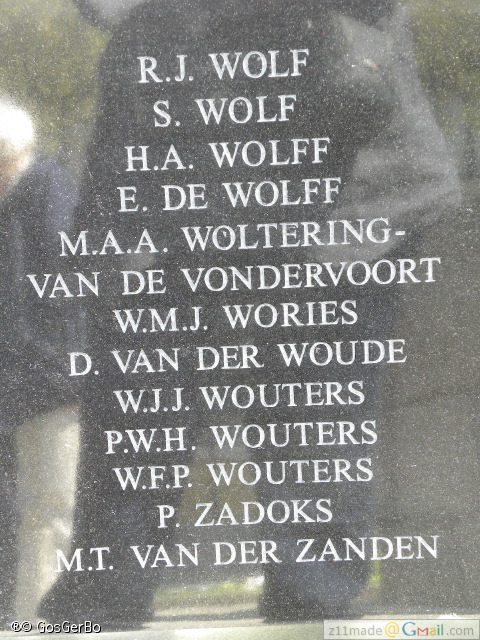 R.J. WOLF
S. WOLF
H.A. WOLFF
E. DE WOLFF
M.A.A. WOLTERING-
VAN DE VONDERVOORT
W.M.J. WORIES
D. VAN DER WOUDE
W.J.J. WOUTERS
P.W.H. WOUTERS
W.F.P. WOUTERS
P. ZADOKS
M.T. VAN DER ZANDEN
®© GosGerBo
z11made@Gmail.com